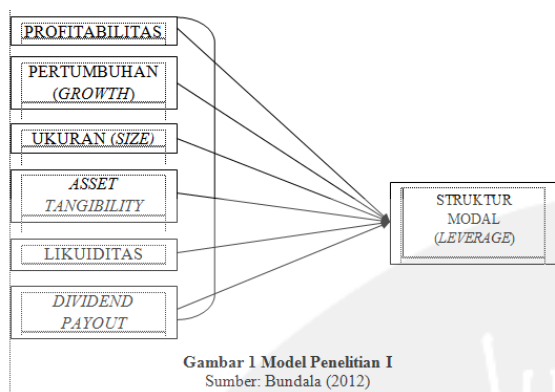 PROFITABILITAS
PERTUMBUHAN
(GROWTH)
UKURAN (SIZE)
ASSET
TANGIBILITY
LIKUIDITAS
DIVIDEND
PAYOUT
STRUKTUR
MODAL
(LEVERAGE)
Gambar 1 Model Penelitian I
Sumber: Bundala (2012)